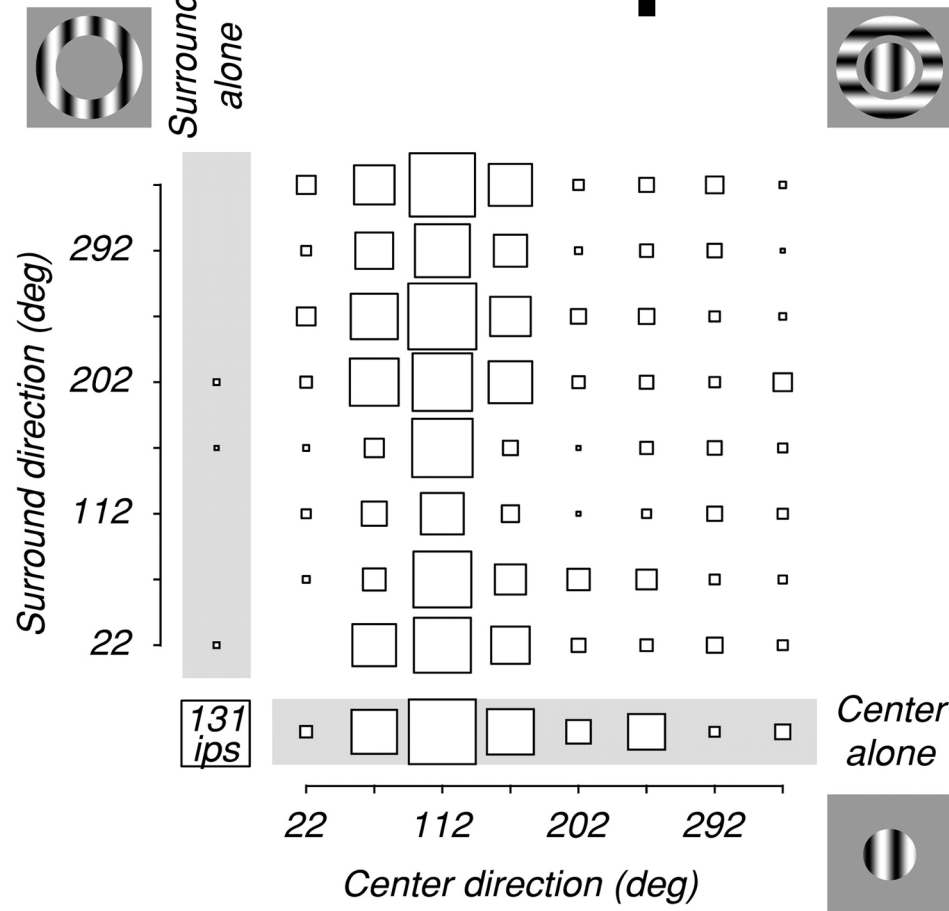 Surround
alone
Surround direction (deg)
292
202
112
22
131
ips
Center
alone
22 112 202 292
Center direction (deg)